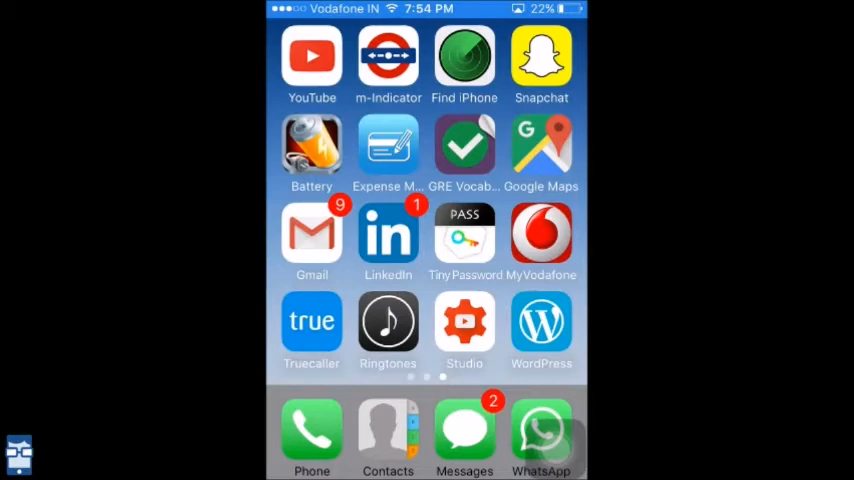 Vodafone IN 7:54 PM 22%
YouTube m-Indicator Find iPhone Snapchat
G
Battery Expense M... GRE Vocab... Google Maps
9 1 PASS
in
Gmail LinkedIn TinyPassword MyVodafone
true
Truecaller Ringtones Studio WordPress
2
Phone Contacts Messages WhatsApp